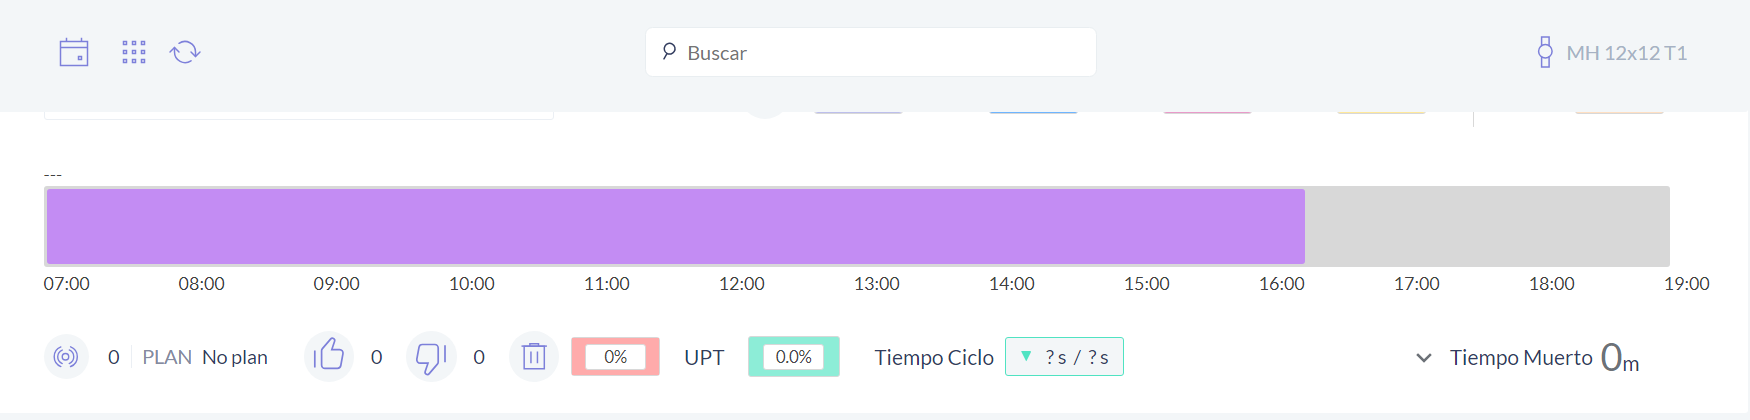 Buscar
MH 12x12 T1
---
07:00 08:00 09:00 10:00 11:00 12:00 13:00 14:00 15:00 16:00 17:00 18:00 19:00
0 PLAN No plan 0 0 0% UPT 0.0% Tiempo Ciclo ▼ ?s / ?s Tiempo Muerto 0m